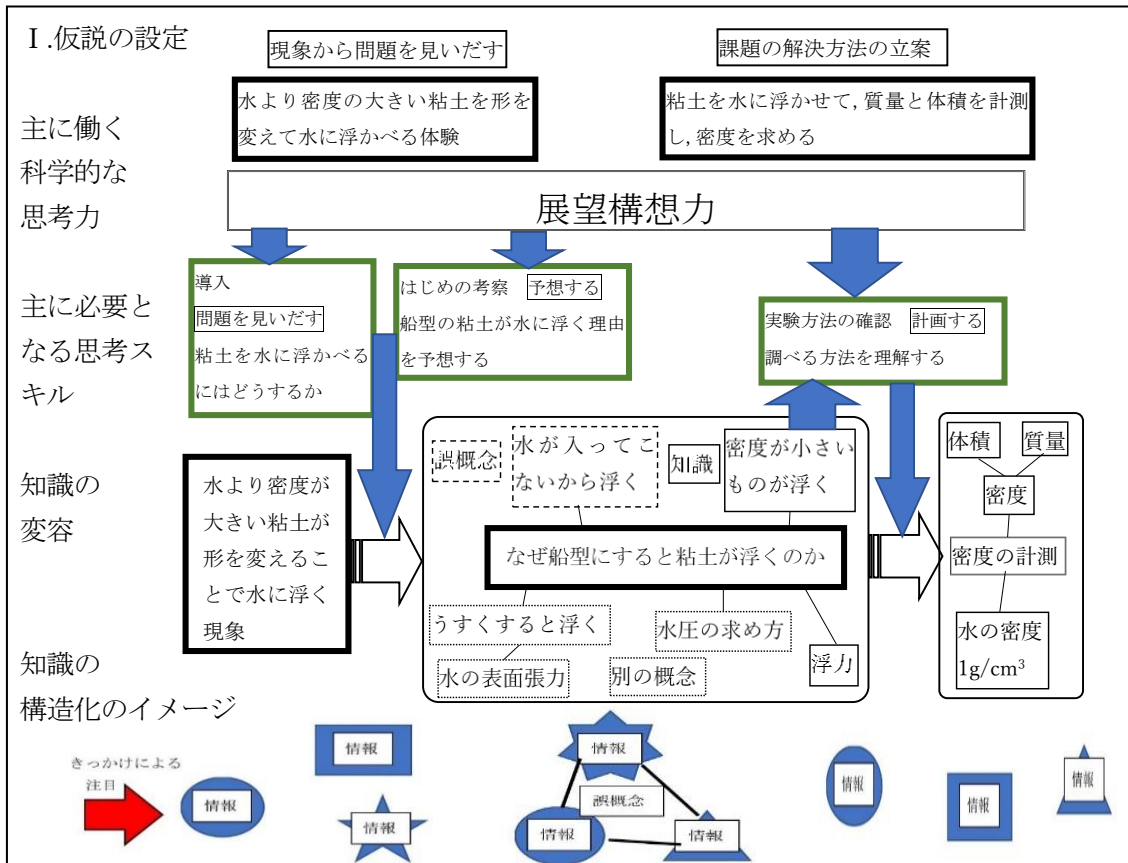 Ⅰ.仮説の設定
現象から問題を見いだす
課題の解決方法の立案
水より密度の大きい粘土を形を
変えて水に浮かべる体験
粘土を水に浮かせて,質量と体積を計測
し,密度を求める
主に働く
科学的な
思考力
展望構想力
主に必要と
なる思考ス
キル
導入
問題を見いだす
粘土を水に浮かべる
にはどうするか
はじめの考察 予想する
船型の粘土が水に浮く理由
を予想する
実験方法の確認 計画する
調べる方法を理解する
知識の
変容
水より密度が
大きい粘土が
形を変えるこ
とで水に浮く
現象
誤概念
水が入ってこ
ないから浮く
知識
密度が小さい
ものが浮く
なぜ船型にすると粘土が浮くのか
うすくすると浮く
水の表面張力
水圧の求め方
別の概念
浮力
体積
質量
密度
密度の計測
水の密度
1g/cm³
知識の
構造化のイメージ
きっかけによる
注目
情報
情報
情報
情報
誤概念
情報
情報
情報
情報
情報